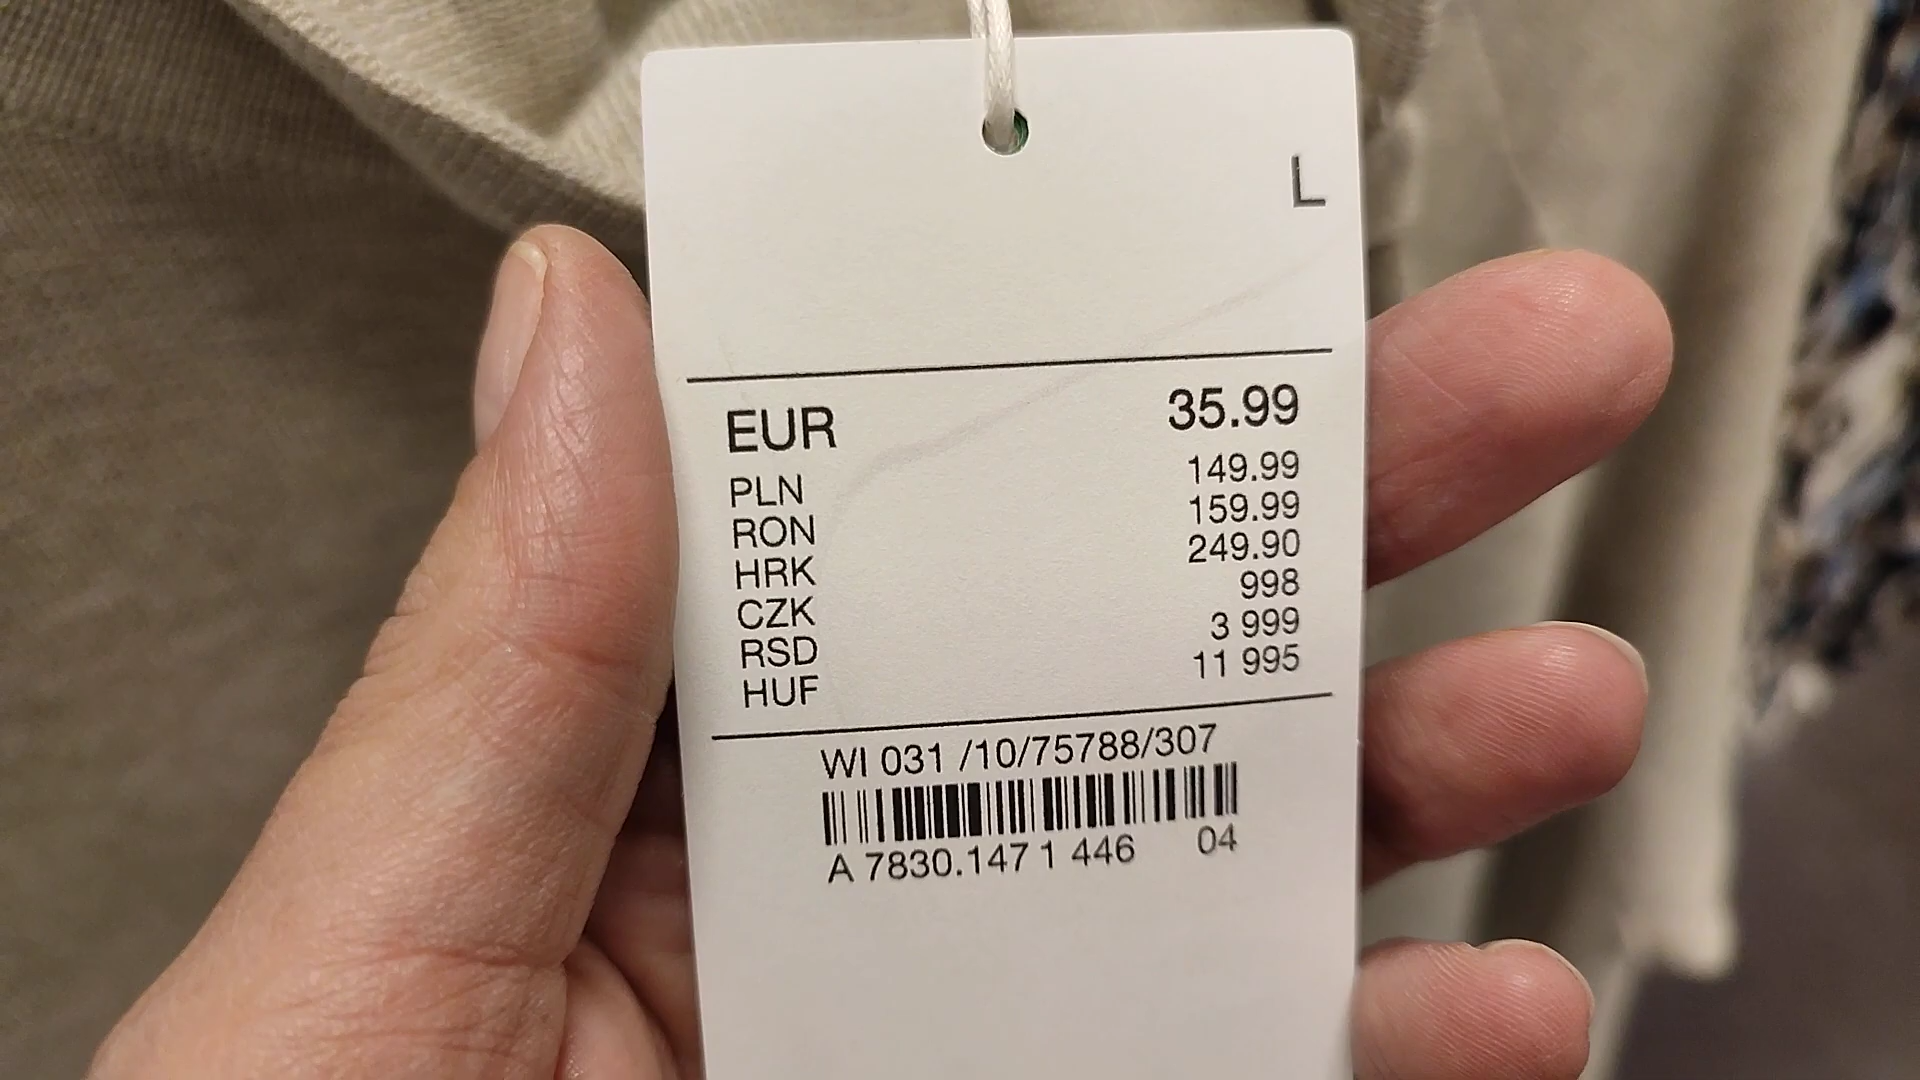 L
EUR 35.99
PLN 149.99
RON 159.99
HRK 249.90
CZK 998
RSD 3 999
HUF 11 995
WI 031 /10/75788/307
A 7830.147 1 446 04